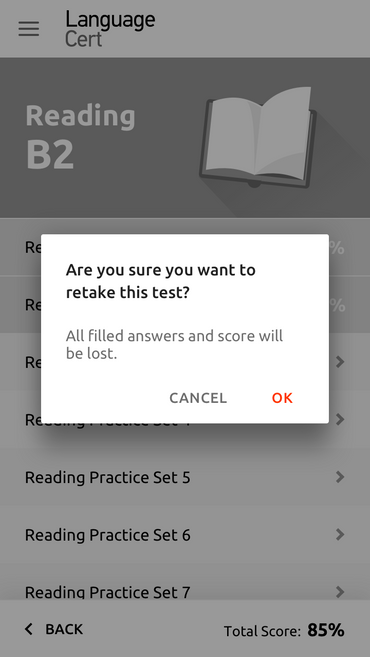 Language
Cert
Reading
B2
Re
%
Re
%
Re
Are you sure you want to
retake this test?
All filled answers and score will
be lost.
CANCEL OK
Reading Practice Set 4
Reading Practice Set 5
Reading Practice Set 6
Reading Practice Set 7
BACK
Total Score: 85%